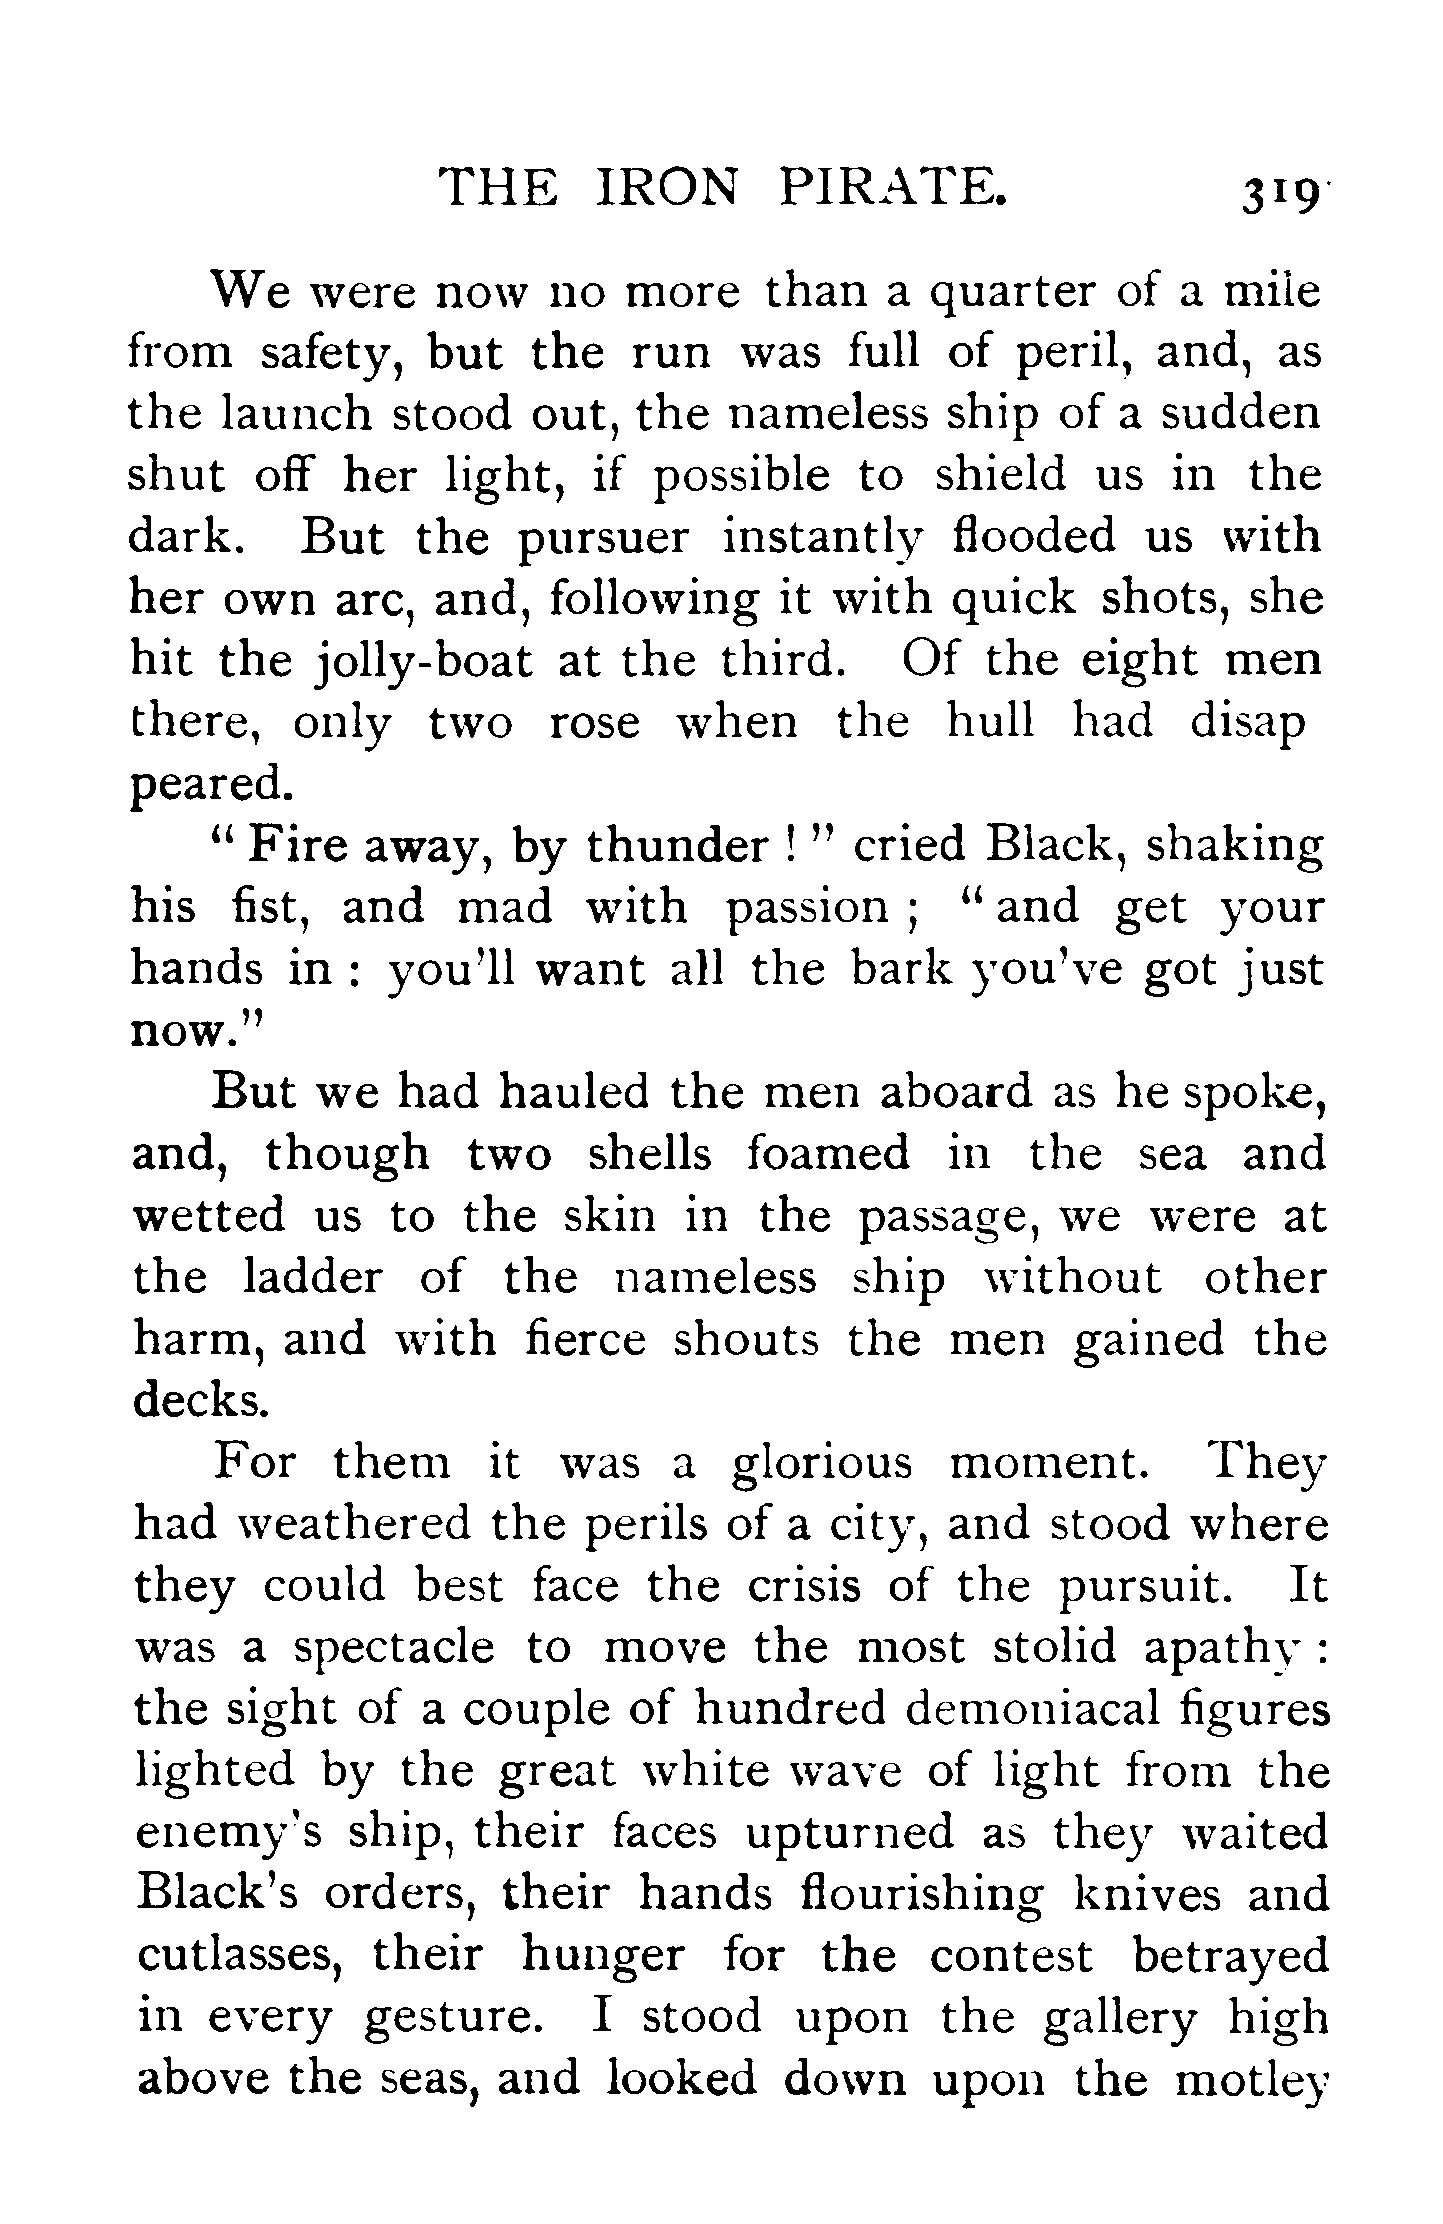 THE IRON PIRATE. 319
We were now no more than a quarter of a mile
from safety, but the run was full of peril, and, as
the launch stood out, the nameless ship of a sudden
shut off her light, if possible to shield us in the
dark. But the pursuer instantly flooded us with
her own arc, and, following it with quick shots, she
hit the jolly-boat at the third. Of the eight men
there, only two rose when the hull had disap
peared.
“ Fire away, by thunder ! ” cried Black, shaking
his fist, and mad with passion ; “ and get your
hands in : you’ll want all the bark you’ve got just
now.”
But we had hauled the men aboard as he spoke,
and, though two shells foamed in the sea and
wetted us to the skin in the passage, we were at
the ladder of the nameless ship without other
harm, and with fierce shouts the men gained the
decks.
For them it was a glorious moment. They
had weathered the perils of a city, and stood where
they could best face the crisis of the pursuit. It
was a spectacle to move the most stolid apathy :
the sight of a couple of hundred demoniacal figures
lighted by the great white wave of light from the
enemy’s ship, their faces upturned as they waited
Black’s orders, their hands flourishing knives and
cutlasses, their hunger for the contest betrayed
in every gesture. I stood upon the gallery high
above the seas, and looked down upon the motley